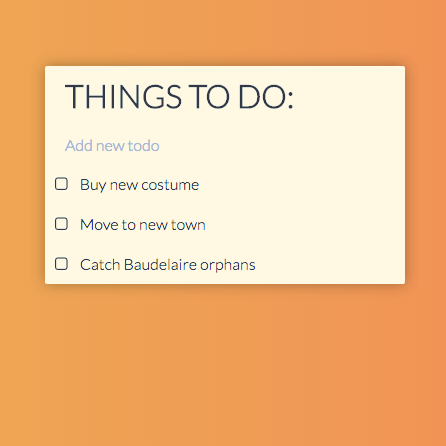 THINGS TO DO:
Add new todo
Buy new costume
Move to new town
Catch Baudelaire orphans